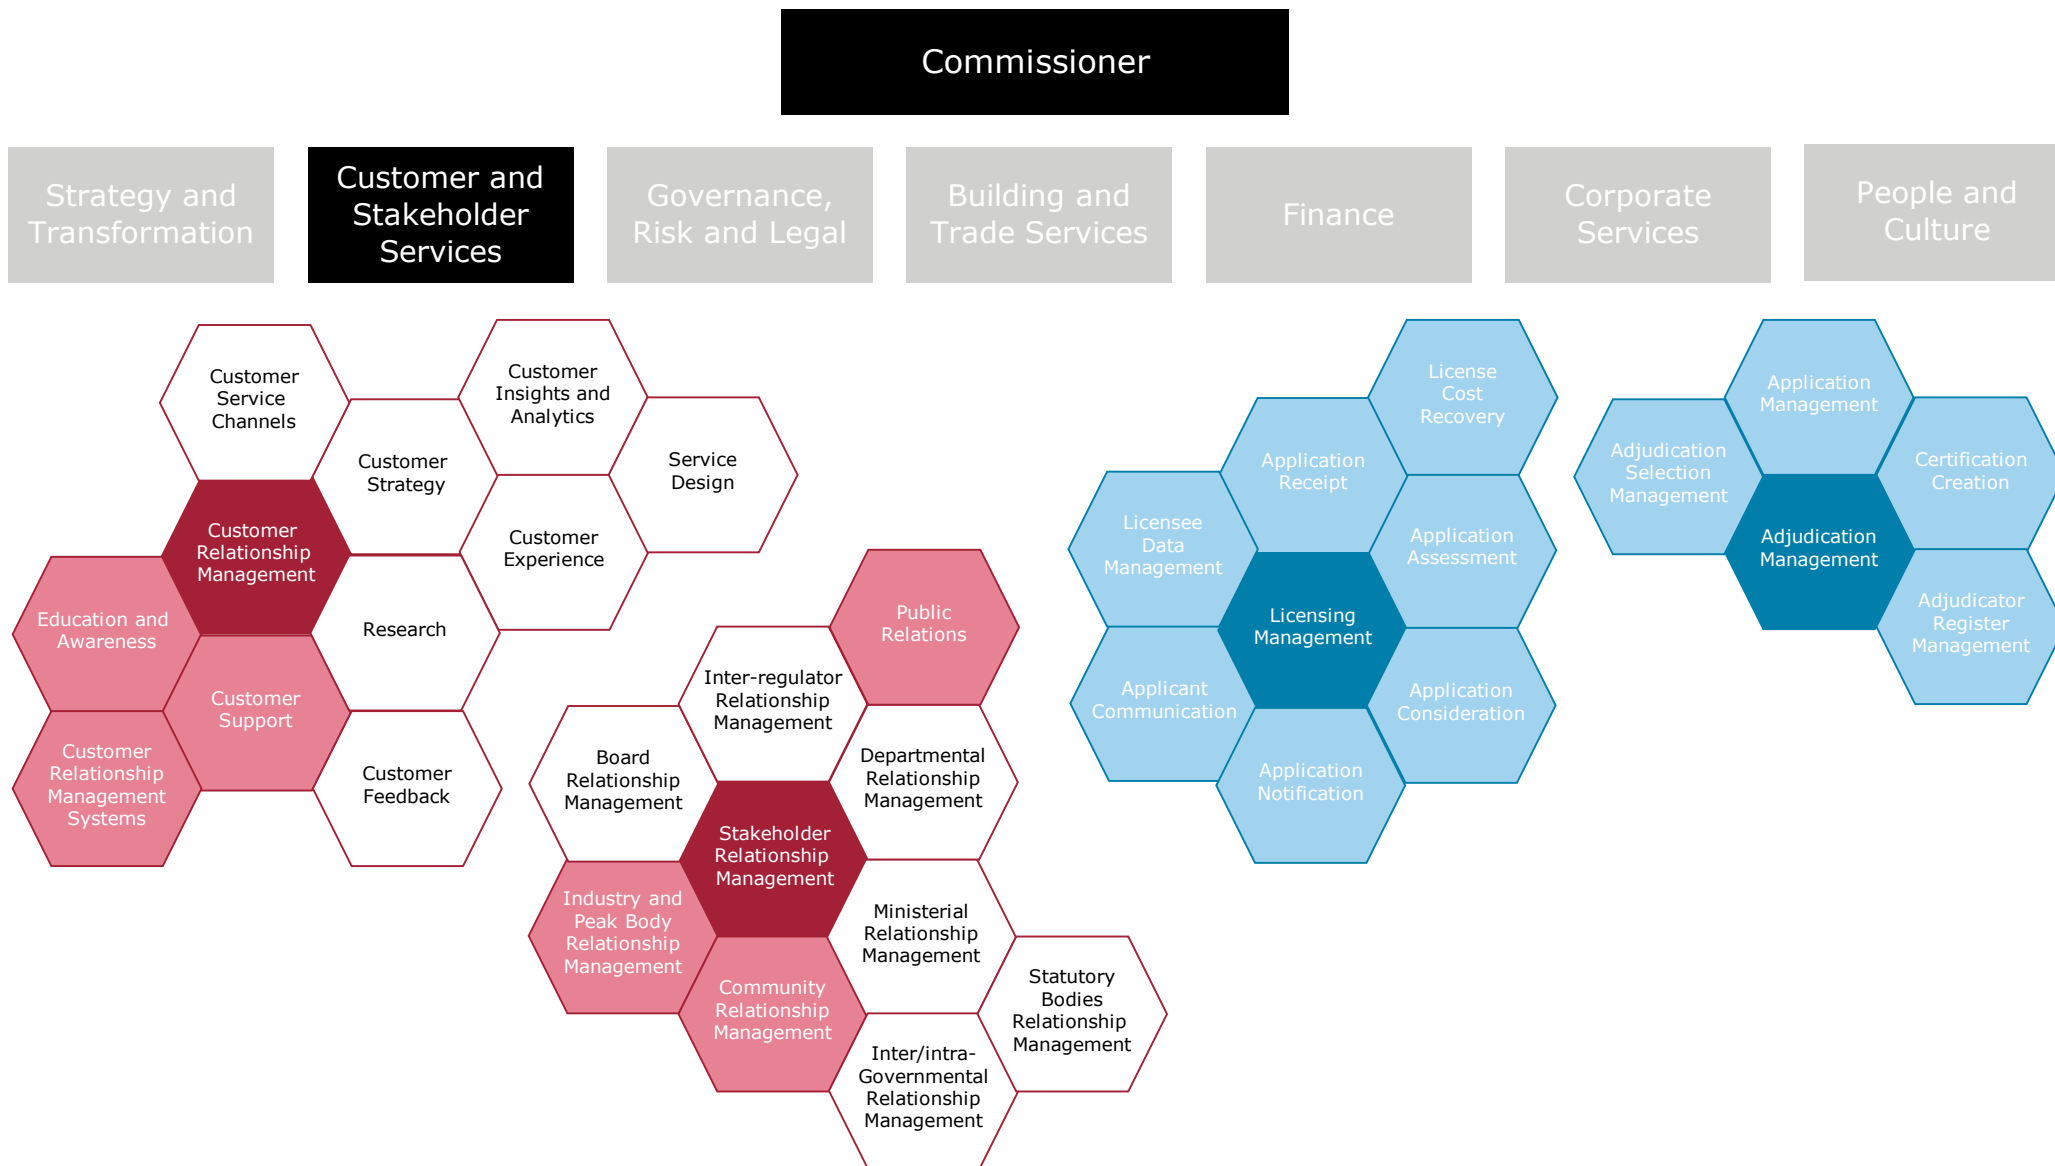 Commissioner
Strategy and
Transformation
Customer and
Stakeholder
Services
Governance,
Risk and Legal
Building and
Trade Services
Finance
Corporate
Services
People and
Culture
Customer
Service
Channels
Customer
Strategy
Customer
Insights and
Analytics
Service
Design
Customer
Relationship
Management
Customer
Experience
Education and
Awareness
Research
Customer
Support
Customer
Relationship
Management
Systems
Customer
Feedback
Public
Relations
Inter-regulator
Relationship
Management
Board
Relationship
Management
Departmental
Relationship
Management
Stakeholder
Relationship
Management
Industry and
Peak Body
Relationship
Management
Ministerial
Relationship
Management
Community
Relationship
Management
Statutory
Bodies
Relationship
Management
Inter/intra-
Governmental
Relationship
Management
License
Cost
Recovery
Application
Receipt
Licensee
Data
Management
Application
Assessment
Licensing
Management
Applicant
Communication
Application
Consideration
Application
Notification
Application
Management
Adjudication
Selection
Management
Certification
Creation
Adjudication
Management
Adjudicator
Register
Management